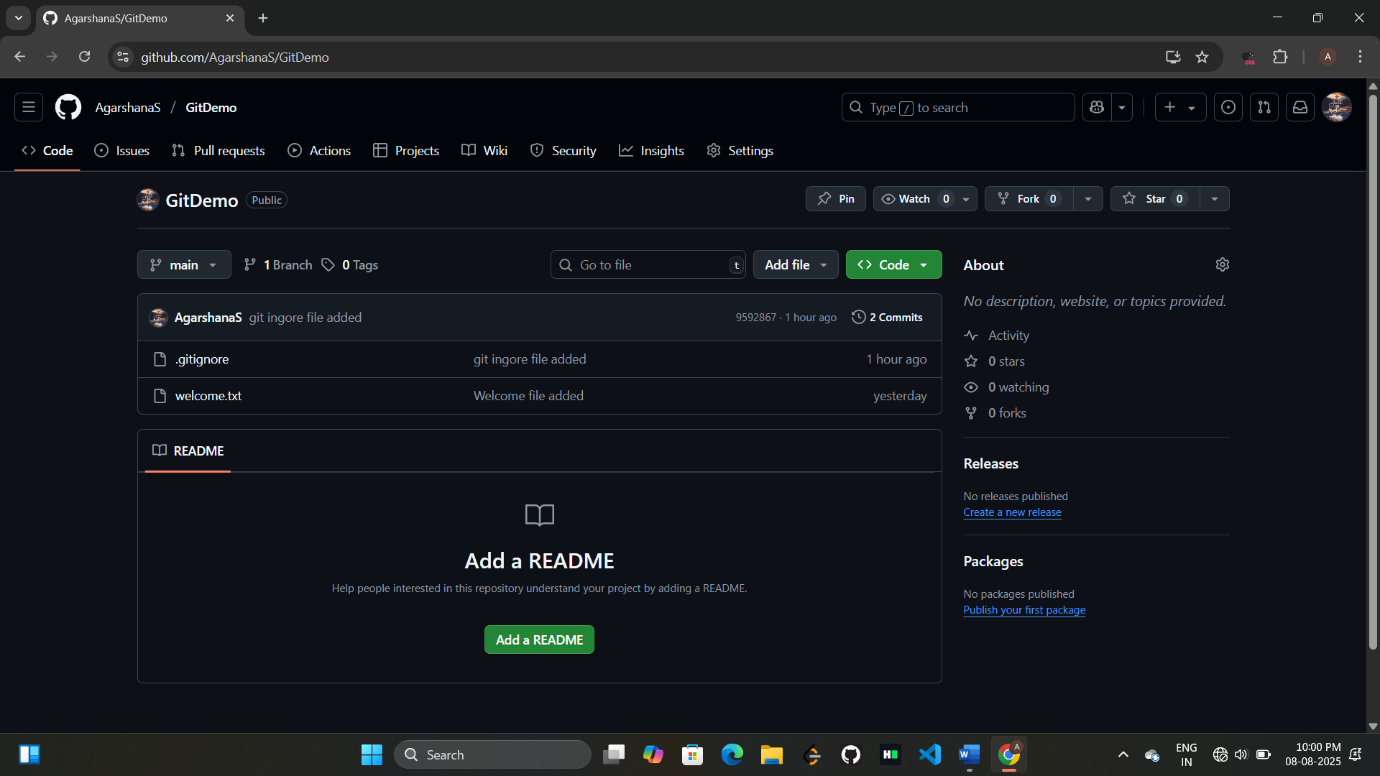 AgarshanaS/GitDemo
github.com/AgarshanaS/GitDemo
A
AgarshanaS / GitDemo
Type / to search
Code Issues Pull requests Actions Projects Wiki Security Insights Settings
GitDemo Public
Pin Watch 0 Fork 0 Star 0
main 1 Branch 0 Tags Go to file t Add file Code
AgarshanaS git ingore file added 9592867 · 1 hour ago 2 Commits
.gitignore git ingore file added 1 hour ago
welcome.txt Welcome file added yesterday
README
Add a README
Help people interested in this repository understand your project by adding a README.
Add a README
About
No description, website, or topics provided.
Activity
0 stars
0 watching
0 forks
Releases
No releases published
Create a new release
Packages
No packages published
Publish your first package
Search
A
ENG
IN
10:00 PM
08-08-2025